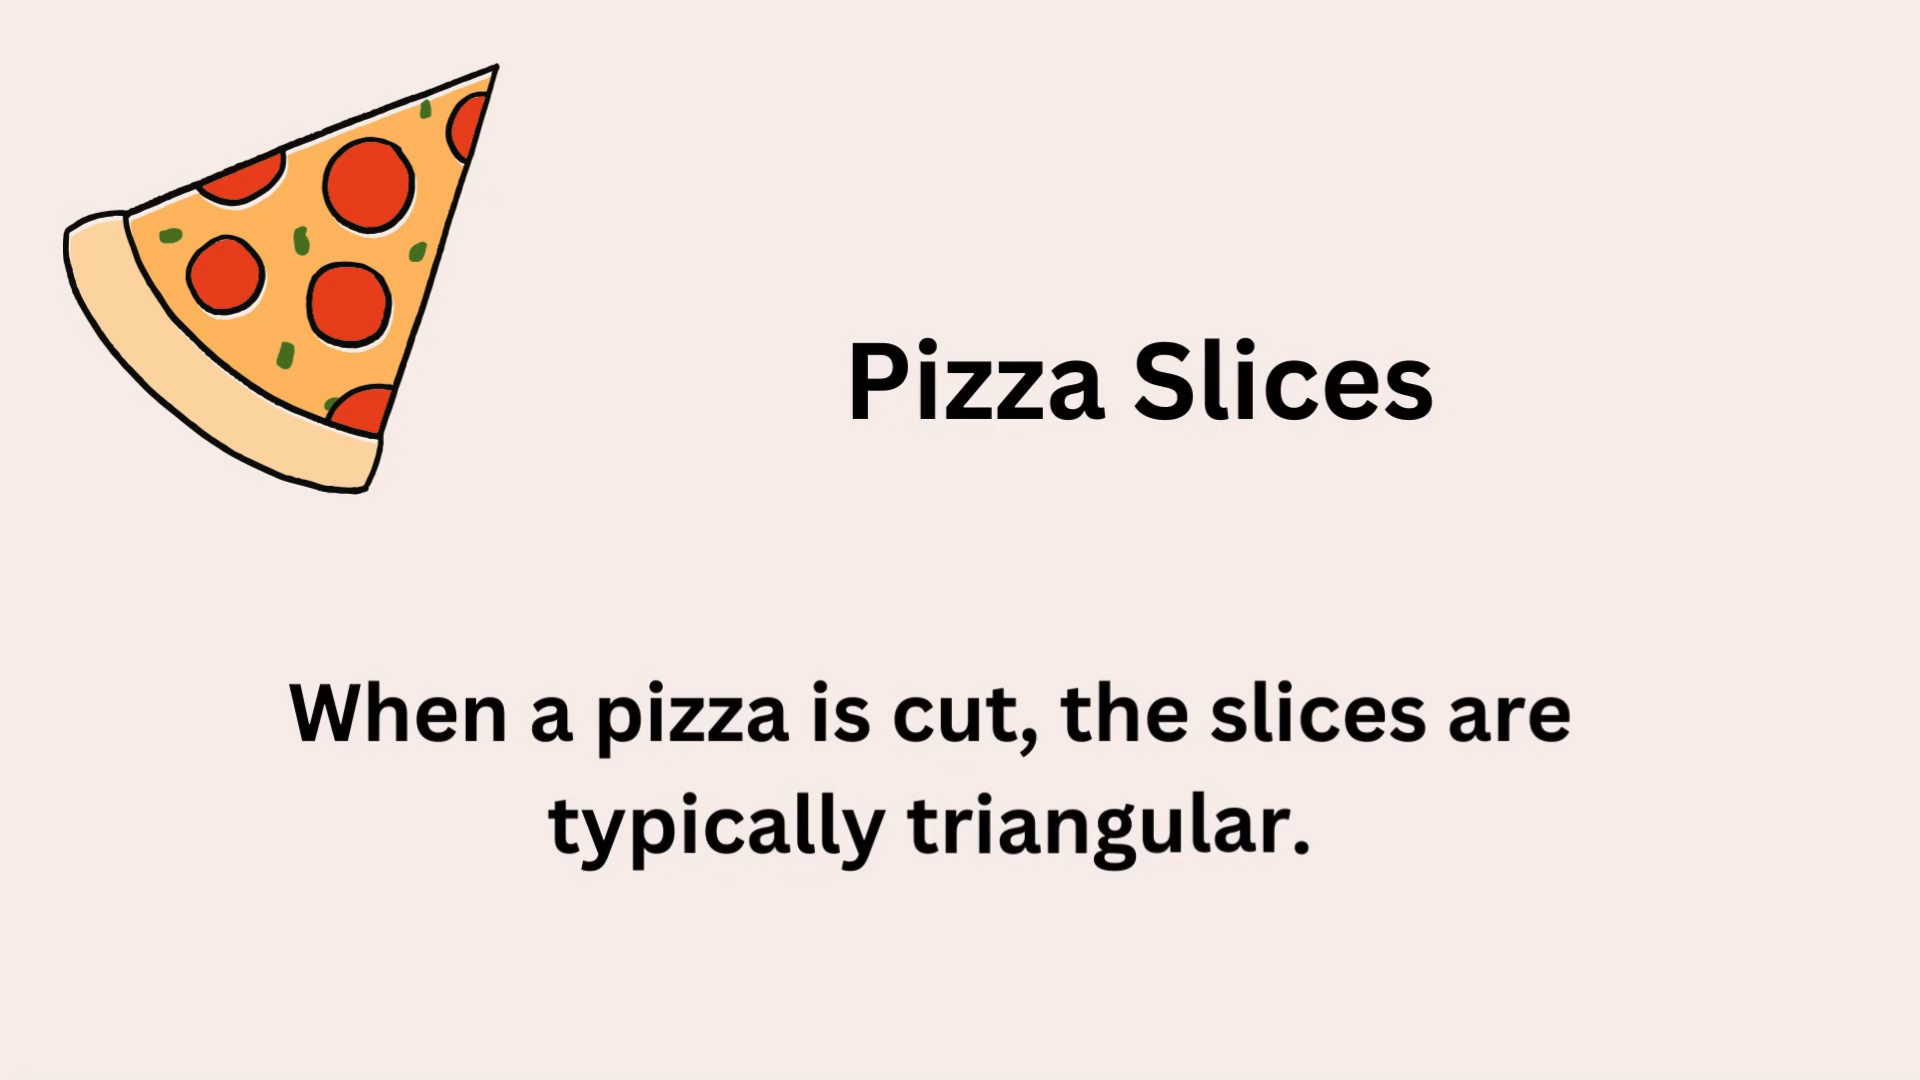 Pizza Slices
When a pizza is cut, the slices are
typically triangular.